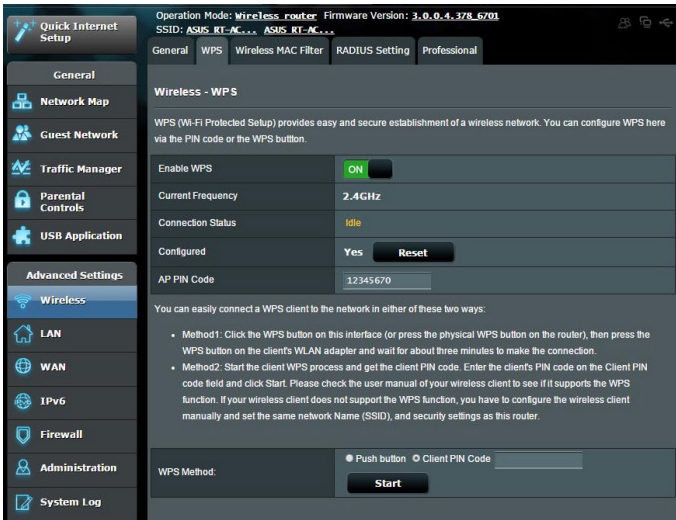 Quick Internet
Setup
General
Network Map
Guest Network
Traffic Manager
Parental
Controls
USB Application
Advanced Settings
Wireless
LAN
WAN
IPv6
Firewall
Administration
System Log
Operation Mode: Wireless router Firmware Version: 3.0.0.4.378_6701
SSID: ASUS_RT-AC... ASUS_RT-AC...
General WPS Wireless MAC Filter RADIUS Setting Professional
Wireless - WPS
WPS (Wi-Fi Protected Setup) provides easy and secure establishment of a wireless network. You can configure WPS here
via the PIN code or the WPS buttton.
Enable WPS ON
Current Frequency 2.4GHz
Connection Status Idle
Configured Yes Reset
AP PIN Code 12345670
You can easily connect a WPS client to the network in either of these two ways:
• Method1: Click the WPS button on this interface (or press the physical WPS button on the router), then press the
WPS button on the client's WLAN adapter and wait for about three minutes to make the connection.
• Method2: Start the client WPS process and get the client PIN code. Enter the client's PIN code on the Client PIN
code field and click Start. Please check the user manual of your wireless client to see if it supports the WPS
function. If your wireless client does not support the WPS function, you have to configure the wireless client
manually and set the same network Name (SSID), and security settings as this router.
WPS Method: Push button Client PIN Code
Start